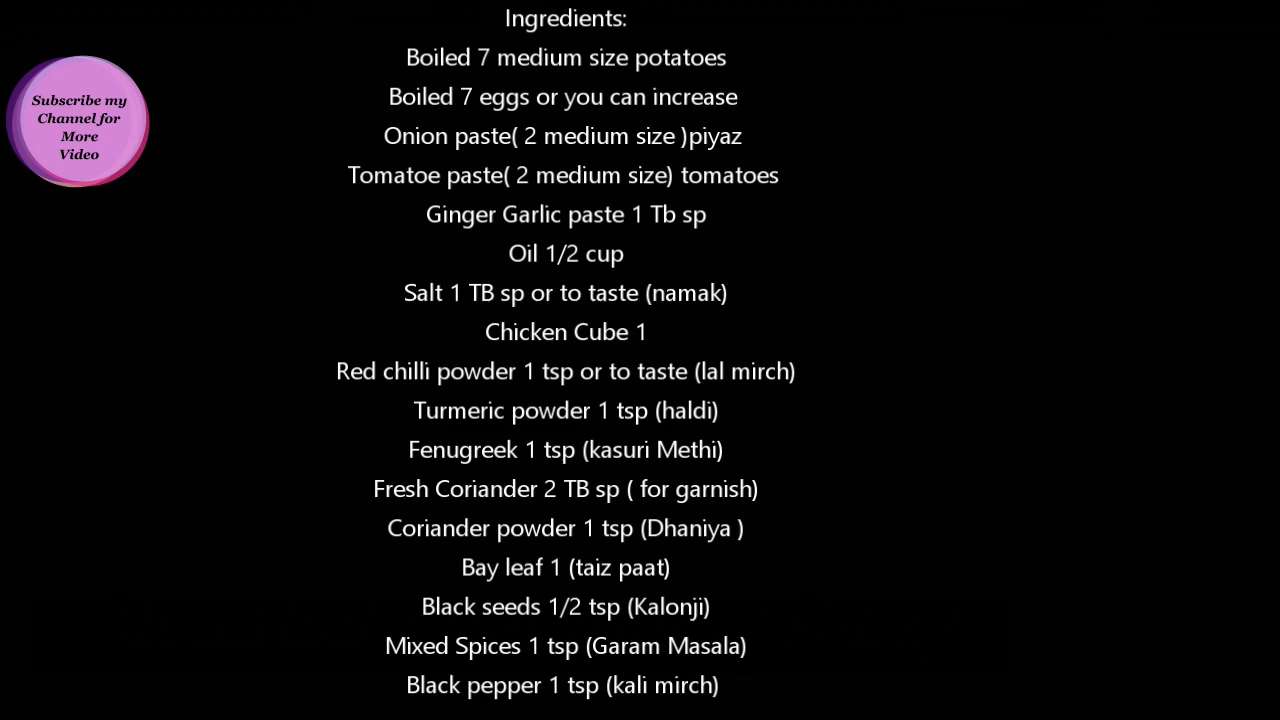 Ingredients:
Boiled 7 medium size potatoes
Boiled 7 eggs or you can increase
Onion paste( 2 medium size )piyaz
Tomatoe paste( 2 medium size) tomatoes
Ginger Garlic paste 1 Tb sp
Oil 1/2 cup
Salt 1 TB sp or to taste (namak)
Chicken Cube 1
Red chilli powder 1 tsp or to taste (lal mirch)
Turmeric powder 1 tsp (haldi)
Fenugreek 1 tsp (kasuri Methi)
Fresh Coriander 2 TB sp ( for garnish)
Coriander powder 1 tsp (Dhaniya )
Bay leaf 1 (taiz paat)
Black seeds 1/2 tsp (Kalonji)
Mixed Spices 1 tsp (Garam Masala)
Black pepper 1 tsp (kali mirch)
Subscribe my
Channel for
More
Video